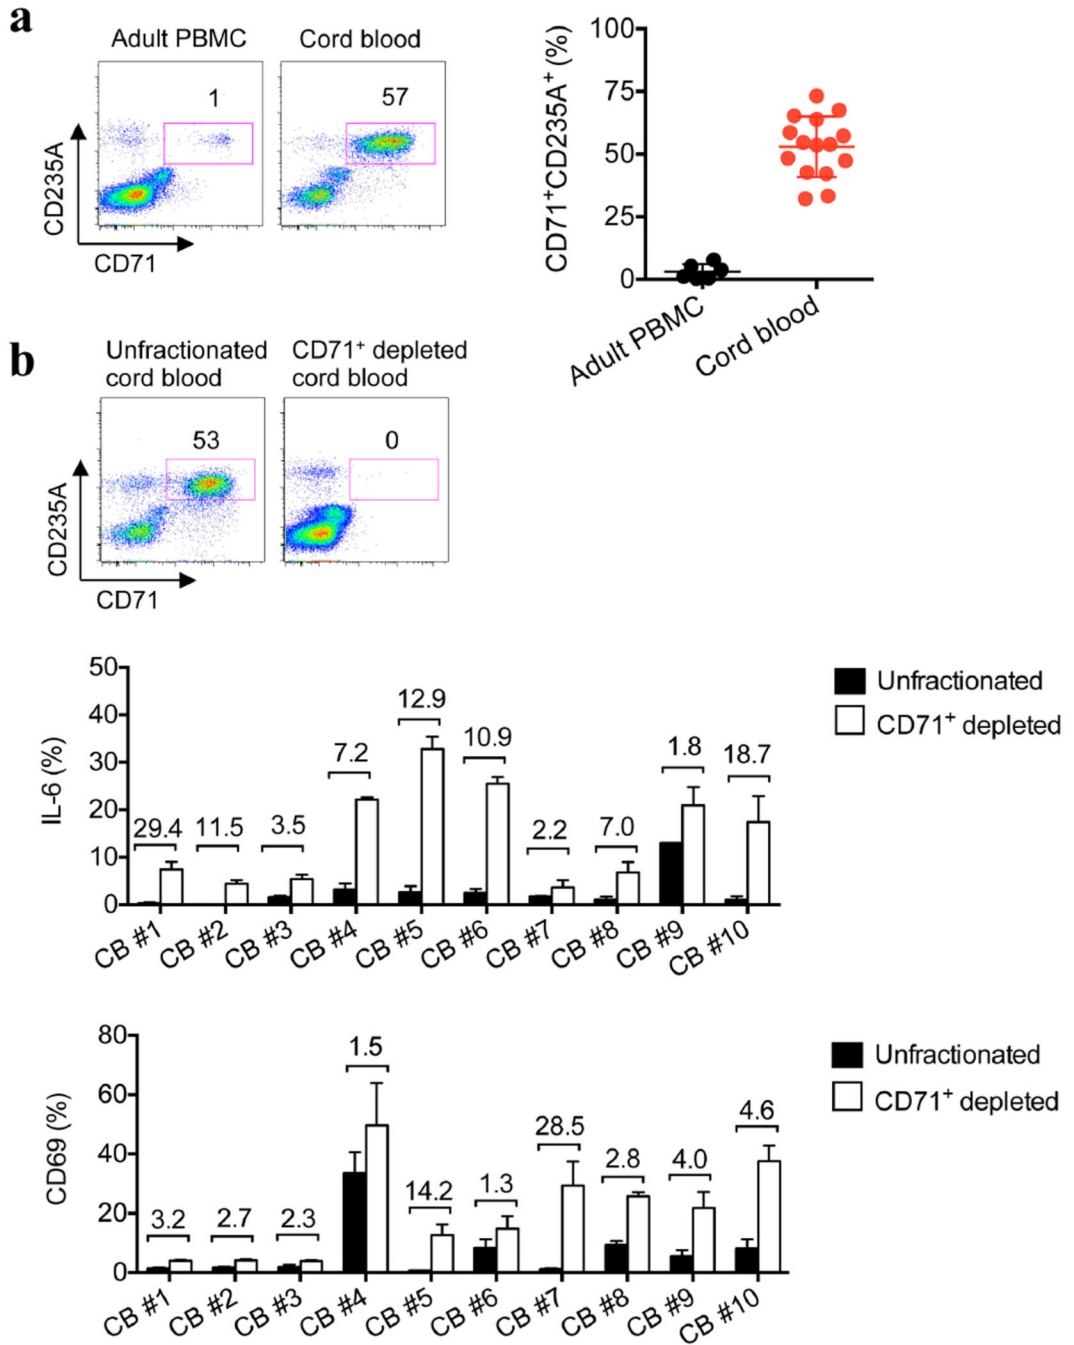 a
Adult PBMC
Cord blood
1
57
CD235A
CD71
CD71⁺CD235A⁺ (%)
100
75
50
25
0
Adult PBMC
Cord blood
b
Unfractionated
cord blood
CD71⁺ depleted
cord blood
53
0
CD235A
CD71
IL-6 (%)
50
40
30
20
10
0
29.4
11.5
3.5
7.2
12.9
10.9
2.2
7.0
1.8
18.7
CB #1
CB #2
CB #3
CB #4
CB #5
CB #6
CB #7
CB #8
CB #9
CB #10
Unfractionated
CD71⁺ depleted
CD69 (%)
80
60
40
20
0
3.2
2.7
2.3
1.5
14.2
1.3
28.5
2.8
4.0
4.6
CB #1
CB #2
CB #3
CB #4
CB #5
CB #6
CB #7
CB #8
CB #9
CB #10
Unfractionated
CD71⁺ depleted